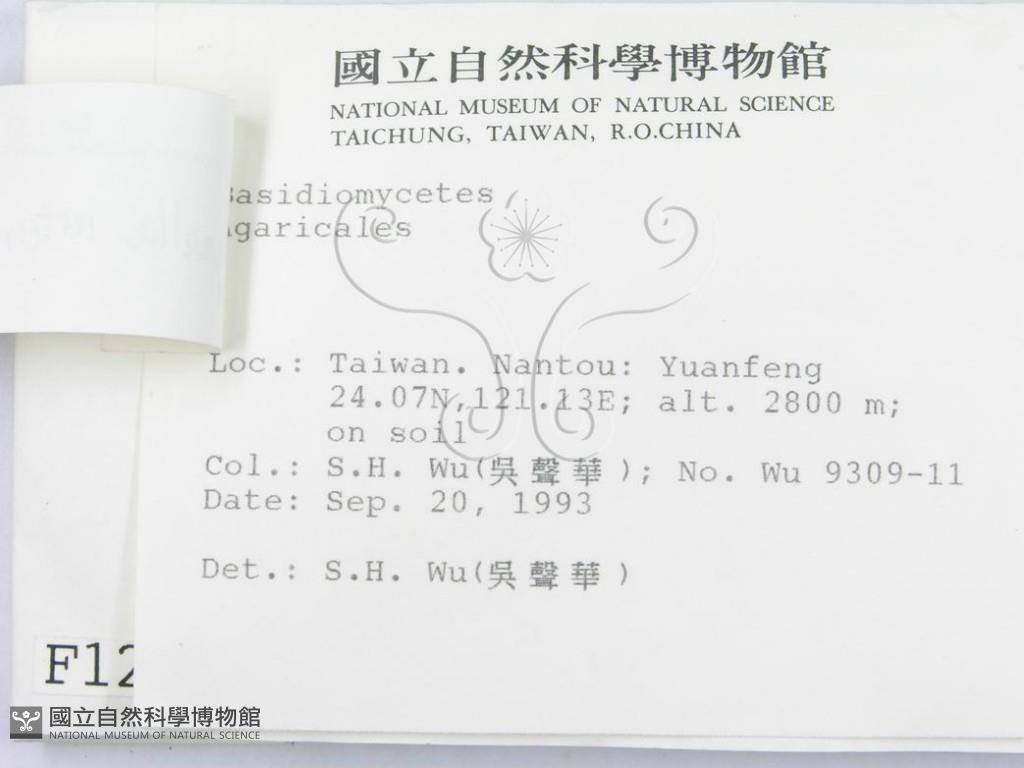 國立自然科學博物館
NATIONAL MUSEUM OF NATURAL SCIENCE
TAICHUNG, TAIWAN, R.O.CHINA
Basidiomycetes,
Agaricales
Loc.: Taiwan. Nantou: Yuanfeng
24.07N,121.13E; alt. 2800 m;
on soil
Col.: S.H. Wu(吳聲華); No. Wu 9309-11
Date: Sep. 20, 1993
Det.: S.H. Wu(吳聲華)
F12
國立自然科學博物館
NATIONAL MUSEUM OF NATURAL SCIENCE